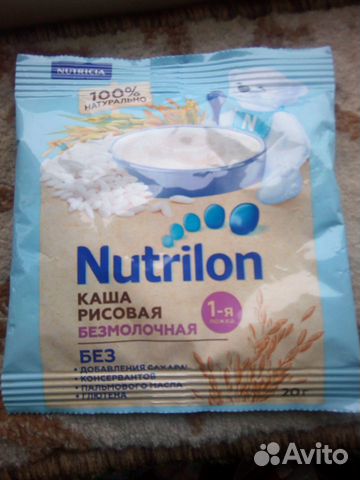 NUTRICIA
100%
НАТУРАЛЬНО
N
Nutrilon
КАША
РИСОВАЯ
БЕЗМОЛОЧНАЯ
1-я
ложка
БЕЗ
• ДОБАВЛЕНИЯ САХАРА
• КОНСЕРВАНТОВ
• ПАЛЬМОВОГО МАСЛА
• ГЛЮТЕНА
20 г
Avito